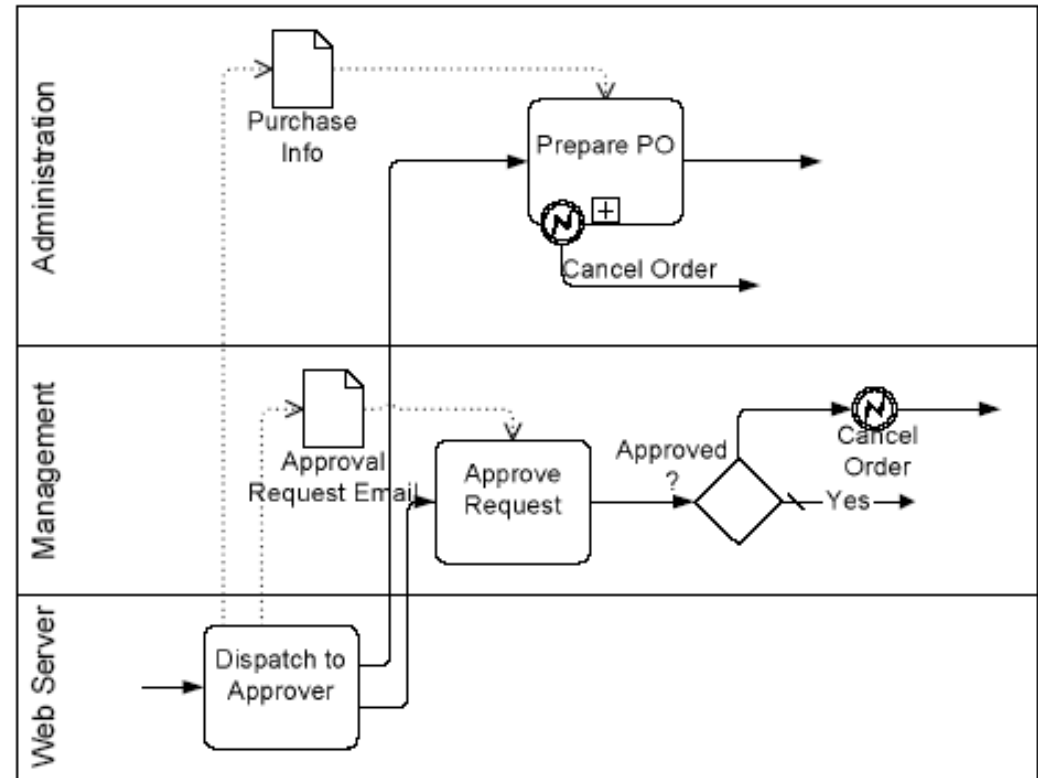 Administration
Purchase
Info
Prepare PO
Cancel Order
Management
Approval
Request Email
Approve
Request
Approved
?
Cancel
Order
Yes
Web Server
Dispatch to
Approver